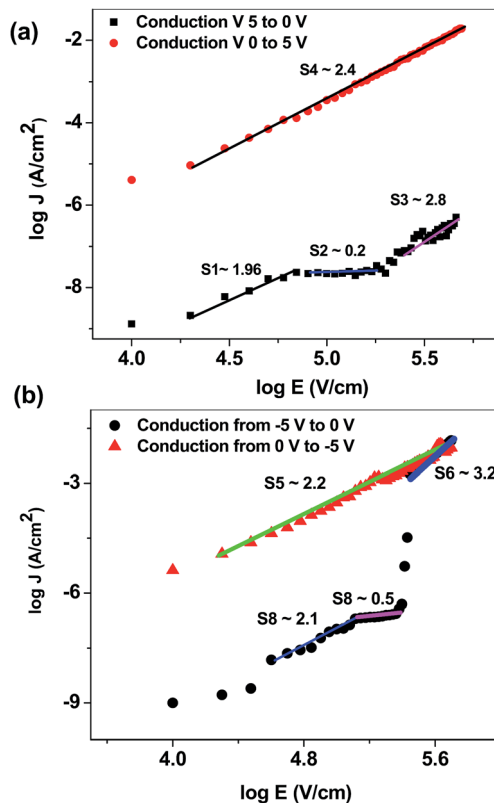 (a)
Conduction V 5 to 0 V
Conduction V 0 to 5 V
-2
-4
-6
-8
S4 ~ 2.4
S3 ~ 2.8
S2 ~ 0.2
S1~ 1.96
log J (A/cm2)
4.0 4.5 5.0 5.5
log E (V/cm)
(b)
Conduction from -5 V to 0 V
Conduction from 0 V to -5 V
-3
-6
-9
S5 ~ 2.2
S6 ~ 3.2
S8 ~ 0.5
S8 ~ 2.1
log J (A/cm2)
4.0 4.8 5.6
log E (V/cm)